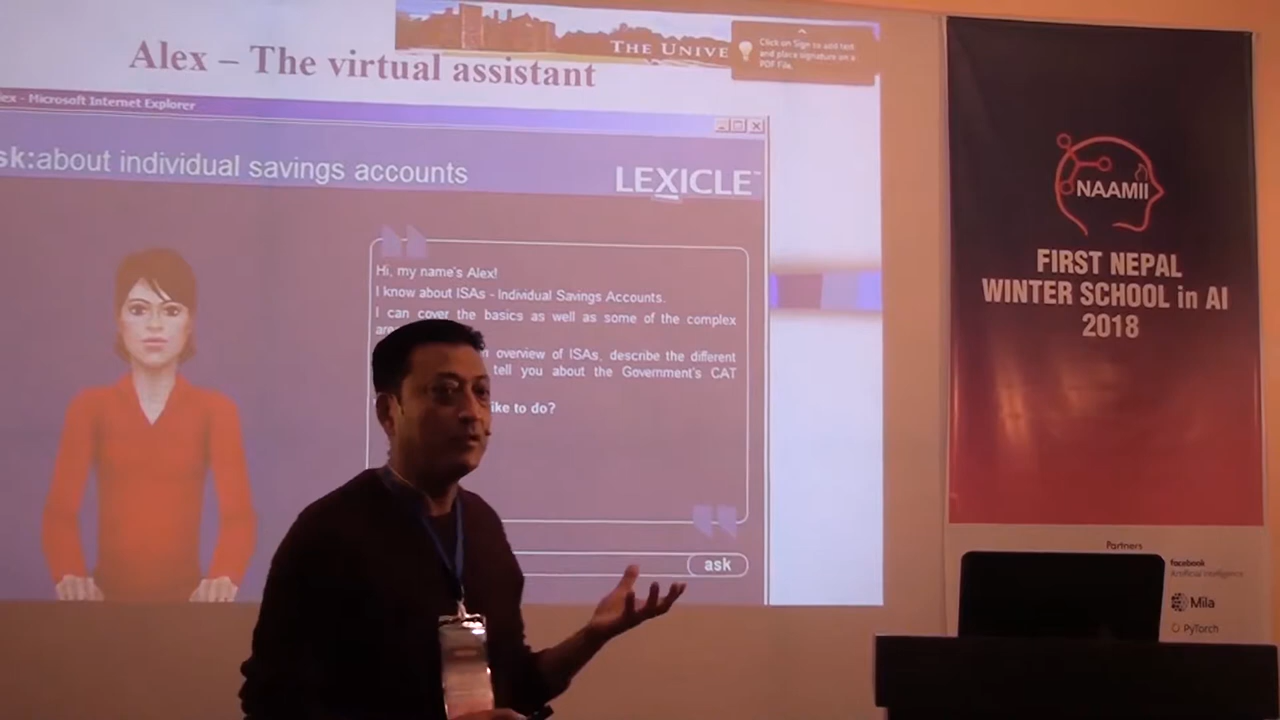 THE UNIVE
Click on Sign to add text
and place signature on a
PDF File.
Alex – The virtual assistant
ex - Microsoft Internet Explorer
sk:about individual savings accounts
LEXICLE™
Hi, my name's Alex!
I know about ISAs - Individual Savings Accounts.
I can cover the basics as well as some of the complex
overview of ISAs, describe the different
tell you about the Government's CAT
ike to do?
ask
NAAMII
FIRST NEPAL
WINTER SCHOOL in AI
2018
Partners
facebook
Artificial Intelligence
Mila
PyTorch